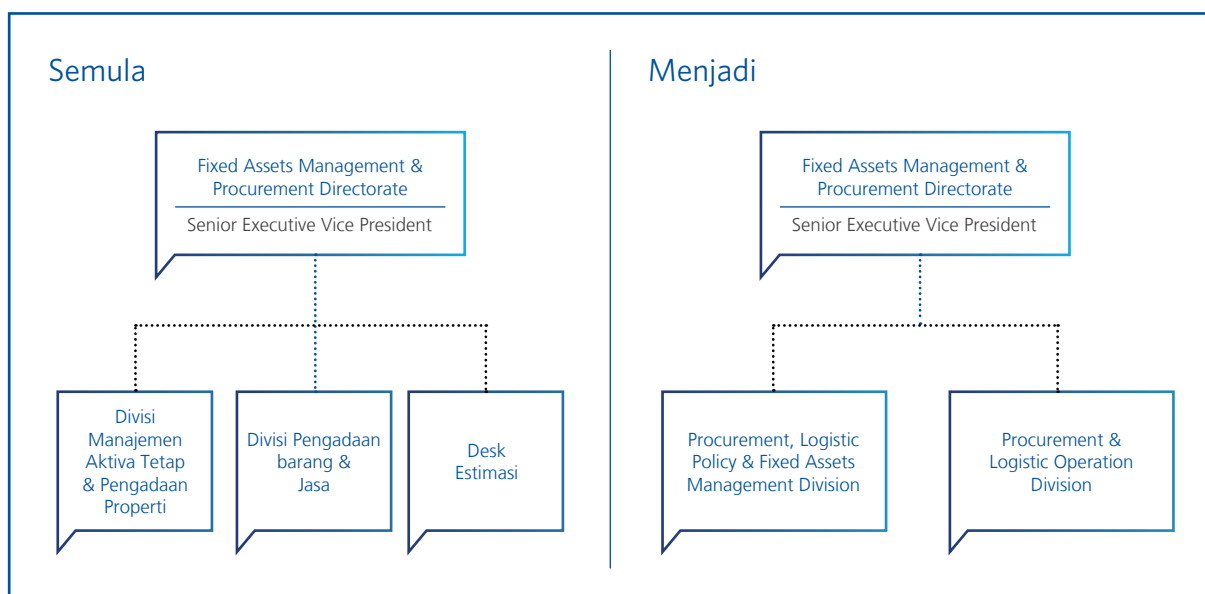 Semula
Fixed Assets Management &
Procurement Directorate
Senior Executive Vice President
Divisi
Manajemen
Aktiva Tetap
& Pengadaan
Properti
Divisi Pengadaan
barang &
Jasa
Desk
Estimasi
Menjadi
Fixed Assets Management &
Procurement Directorate
Senior Executive Vice President
Procurement, Logistic
Policy & Fixed Assets
Management Division
Procurement &
Logistic Operation
Division